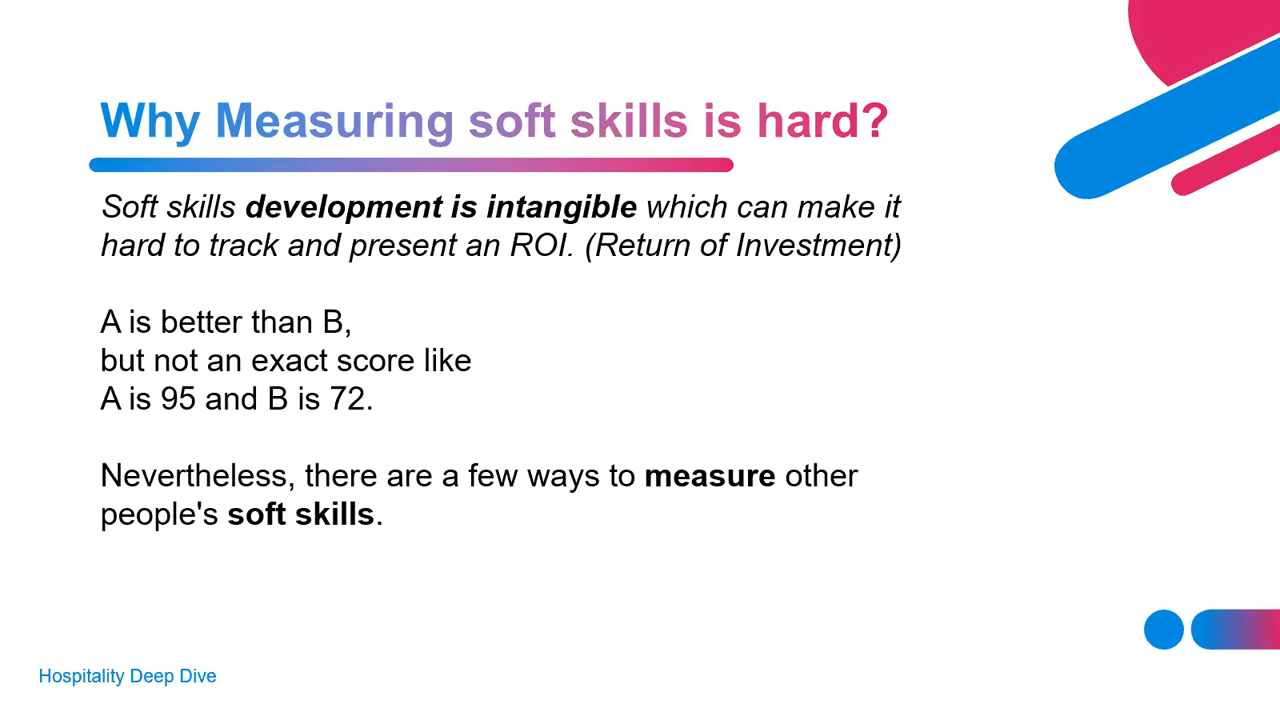 Why Measuring soft skills is hard?
Soft skills development is intangible which can make it
hard to track and present an ROI. (Return of Investment)
A is better than B,
but not an exact score like
A is 95 and B is 72.
Nevertheless, there are a few ways to measure other
people's soft skills.
Hospitality Deep Dive